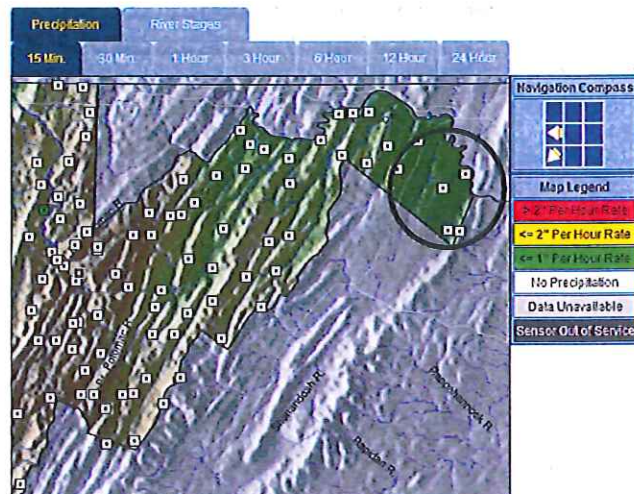 Precipitation
River Stages
15 Min.
30 Min.
1 Hour
3 Hour
6 Hour
12 Hour
24 Hour
Navigation Compass
Map Legend
> 2" Per Hour Rate
<= 2" Per Hour Rate
<= 1" Per Hour Rate
No Precipitation
Data Unavailable
Sensor Out of Service
Potomac R.
Shenandoah R.
Rappahannock R.
Rapidan R.